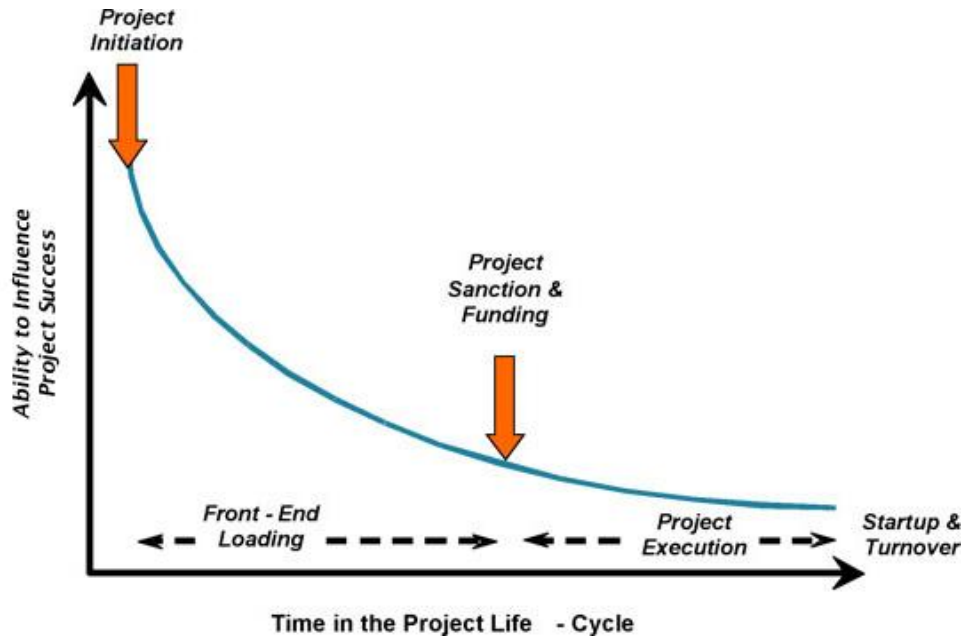 Project
Initiation
Ability to Influence
Project Success
Project
Sanction &
Funding
Front - End
Loading
Project
Execution
Startup &
Turnover
Time in the Project Life - Cycle